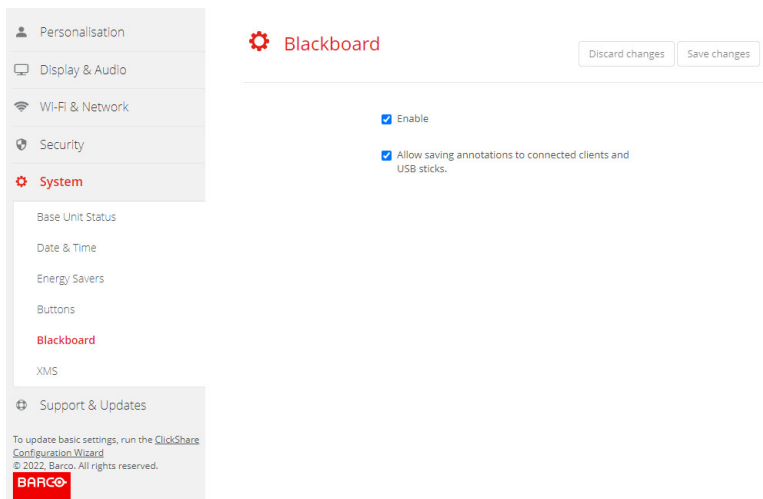 Personalisation
Display & Audio
Wi-Fi & Network
Security
System
Base Unit Status
Date & Time
Energy Savers
Buttons
Blackboard
XMS
Support & Updates
To update basic settings, run the ClickShare
Configuration Wizard
© 2022, Barco. All rights reserved.
BARCO
Blackboard
Discard changes
Save changes
Enable
Allow saving annotations to connected clients and
USB sticks.